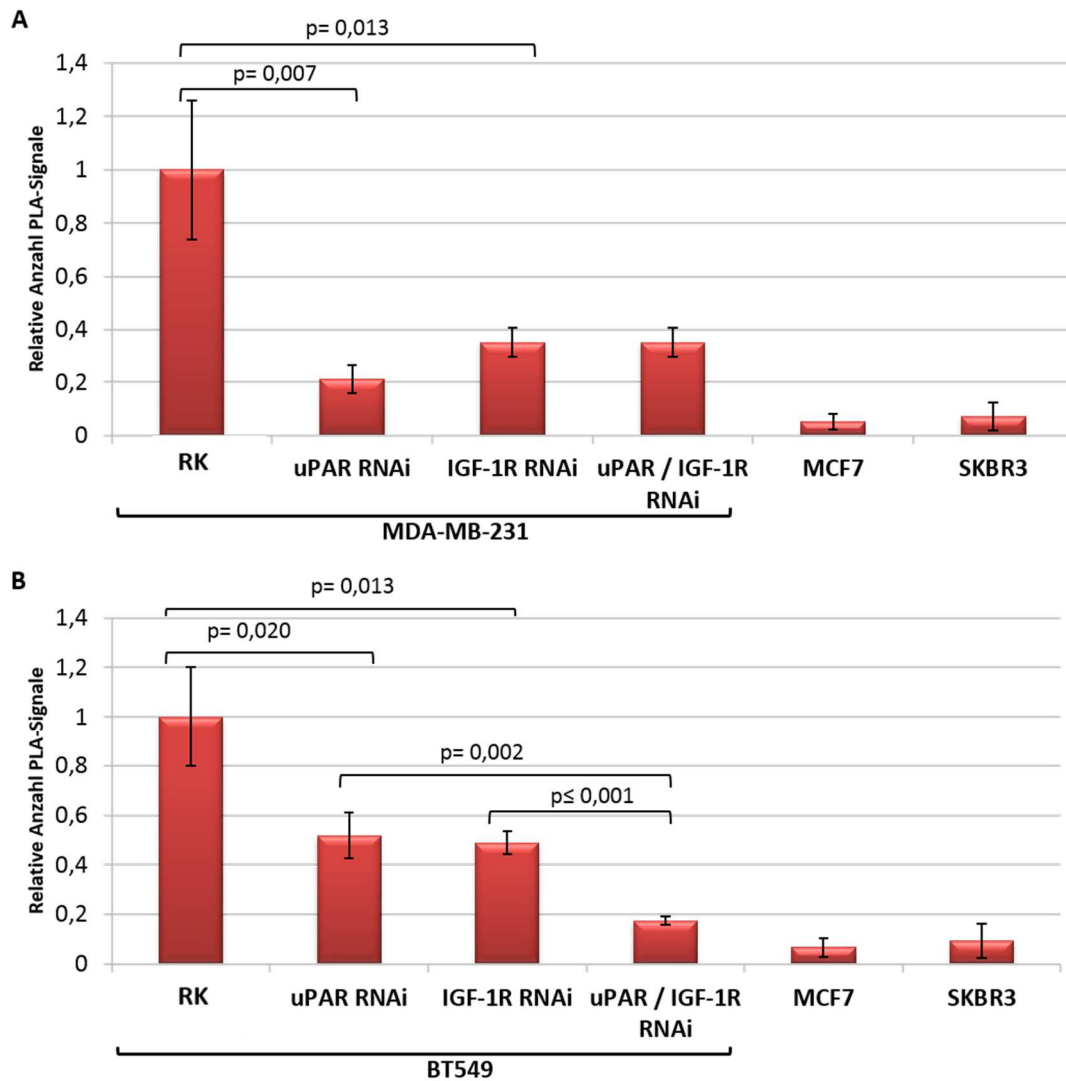 A
p= 0,013
p= 0,007
Relative Anzahl PLA-Signale
1,4
1,2
1
0,8
0,6
0,4
0,2
0
RK
uPAR RNAi
IGF-1R RNAi
uPAR / IGF-1R
RNAi
MCF7
SKBR3
MDA-MB-231
B
p= 0,013
p= 0,020
p= 0,002
p≤ 0,001
Relative Anzahl PLA-Signale
1,4
1,2
1
0,8
0,6
0,4
0,2
0
RK
uPAR RNAi
IGF-1R RNAi
uPAR / IGF-1R
RNAi
MCF7
SKBR3
BT549